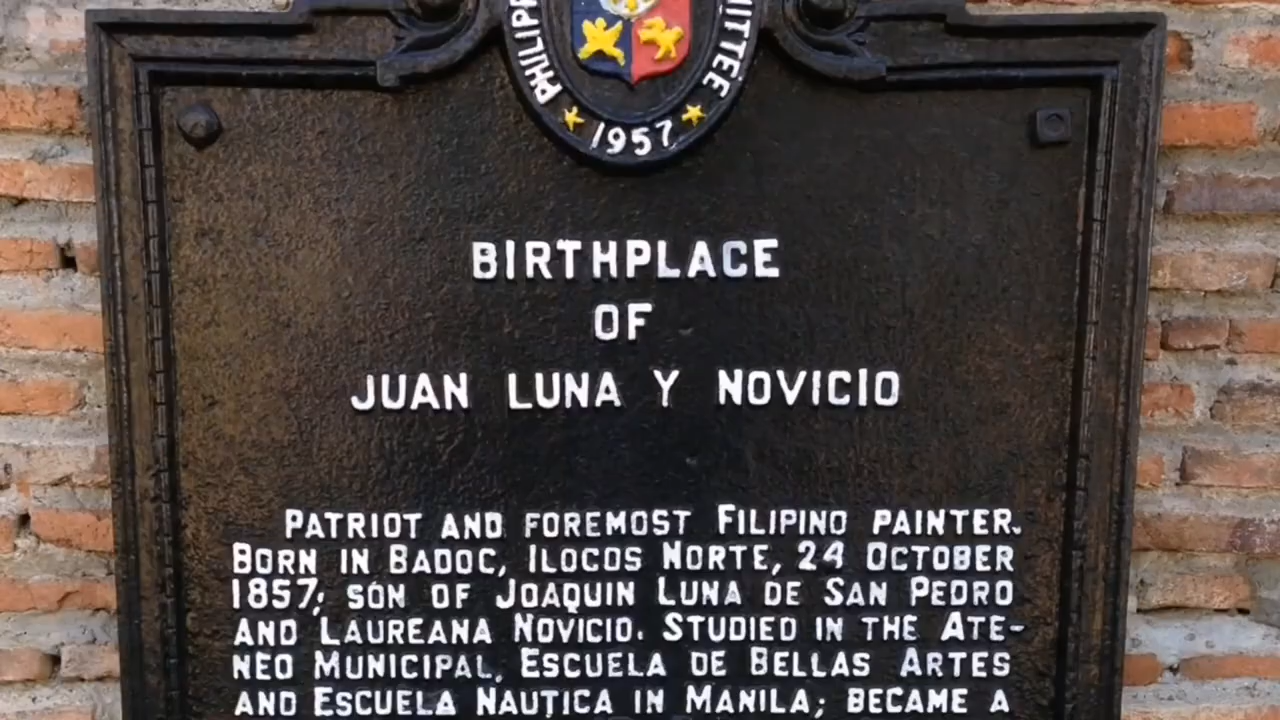 1957
BIRTHPLACE
OF
JUAN LUNA Y NOVICIO
PATRIOT AND FOREMOST FILIPINO PAINTER.
BORN IN BADOC, ILOCOS NORTE, 24 OCTOBER
1857; SON OF JOAQUIN LUNA DE SAN PEDRO
AND LAUREANA NOVICIO. STUDIED IN THE ATE-
NEO MUNICIPAL, ESCUELA DE BELLAS ARTES
AND ESCUELA NAUTICA IN MANILA; BECAME A